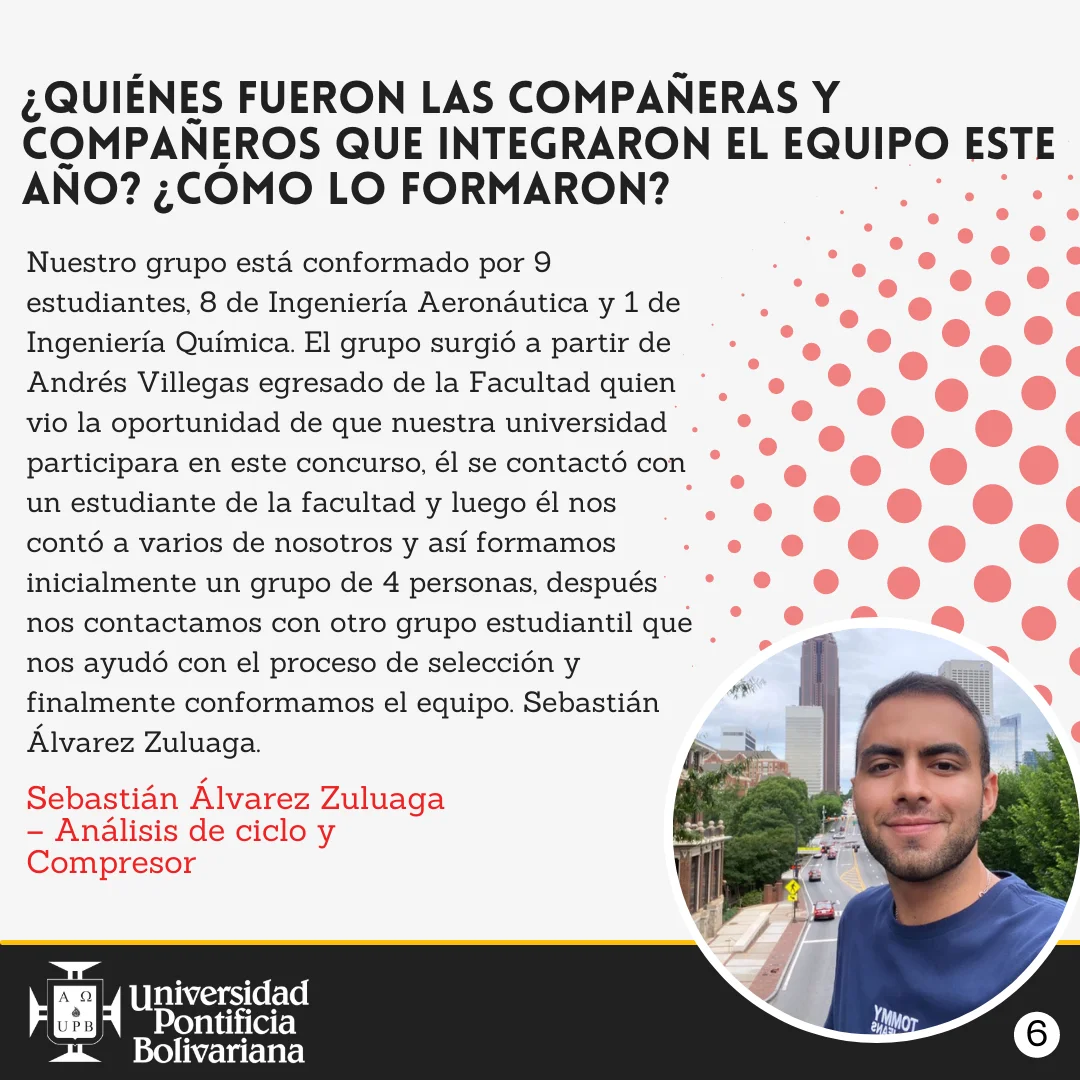 ¿QUIÉNES FUERON LAS COMPAÑERAS Y
COMPAÑEROS QUE INTEGRARON EL EQUIPO ESTE
AÑO? ¿CÓMO LO FORMARON?
Nuestro grupo está conformado por 9
estudiantes, 8 de Ingeniería Aeronáutica y 1 de
Ingeniería Química. El grupo surgió a partir de
Andrés Villegas egresado de la Facultad quien
vio la oportunidad de que nuestra universidad
participara en este concurso, él se contactó con
un estudiante de la facultad y luego él nos
contó a varios de nosotros y así formamos
inicialmente un grupo de 4 personas, después
nos contactamos con otro grupo estudiantil que
nos ayudó con el proceso de selección y
finalmente conformamos el equipo. Sebastián
Álvarez Zuluaga.
Sebastián Álvarez Zuluaga
– Análisis de ciclo y
Compresor
TOMMY
JEANS
Α Ω
UPB
Universidad
Pontificia
Bolivariana
6